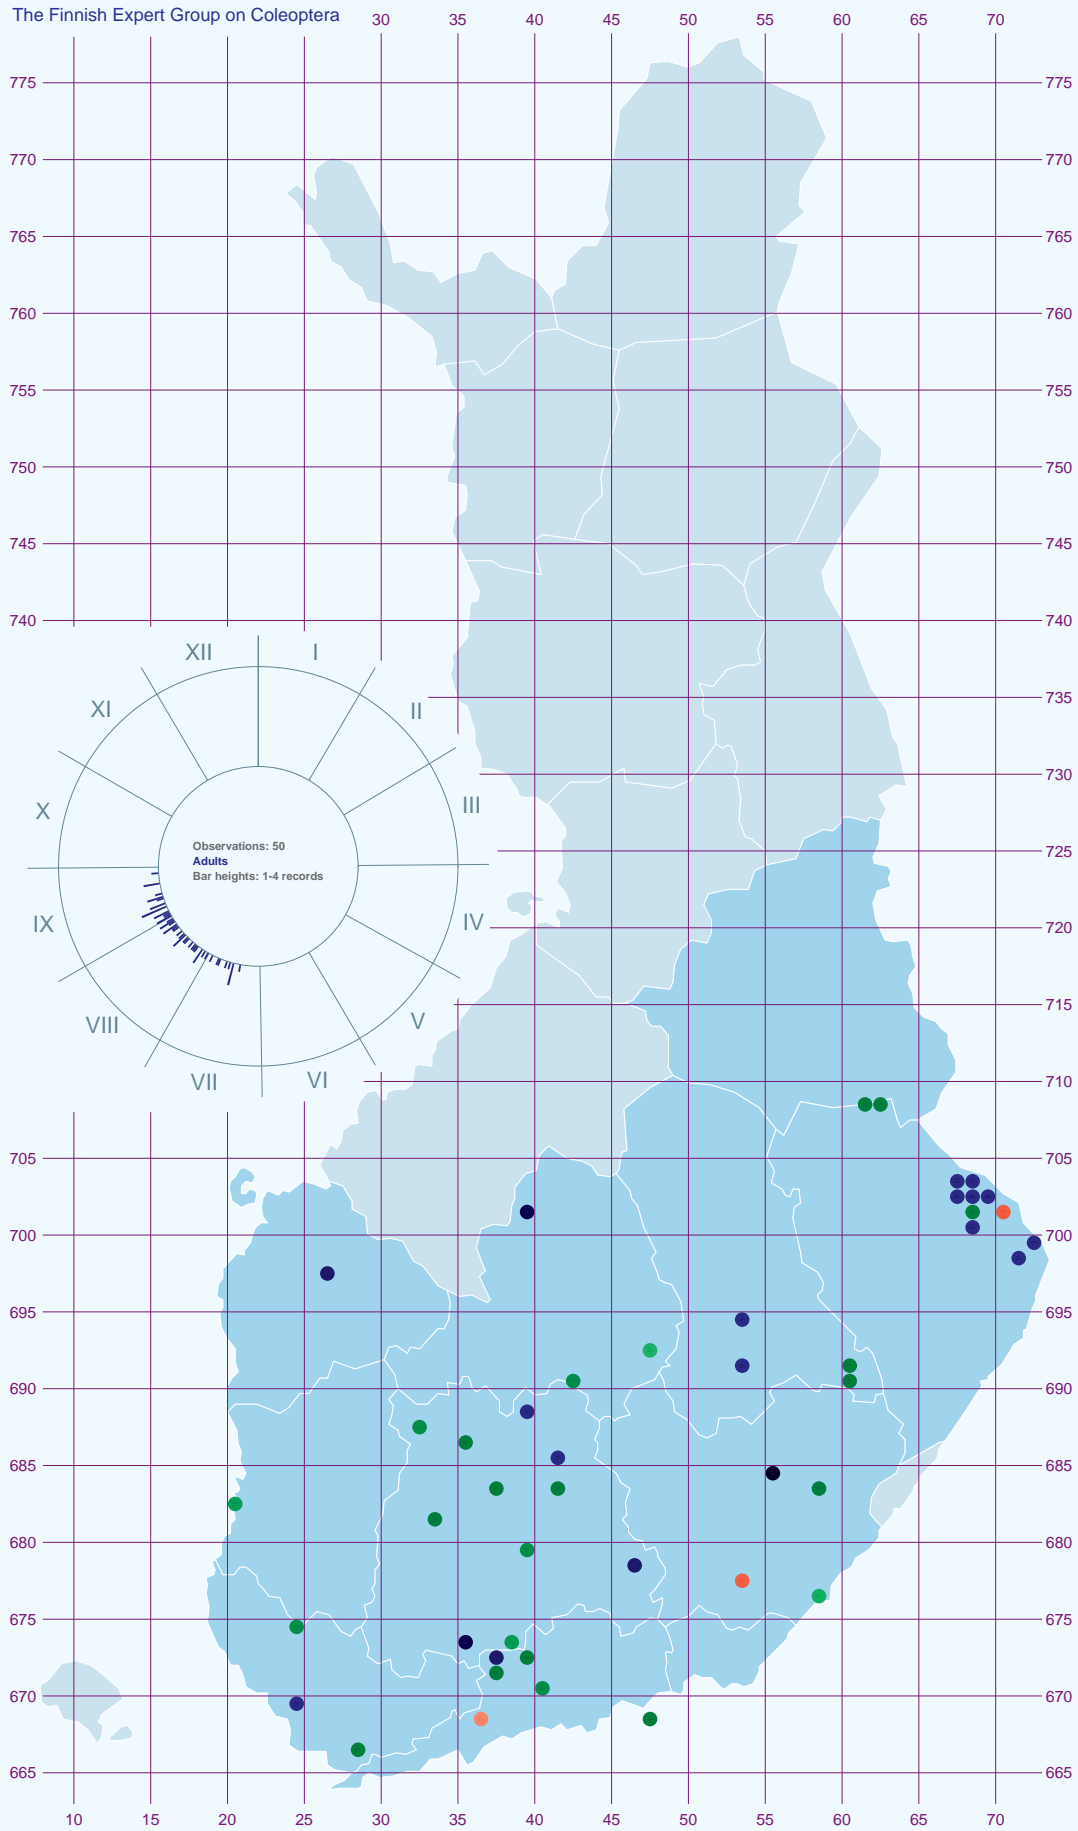 The Finnish Expert Group on Coleoptera 30 35 40 45 50 55 60 65 70
775 775
770 770
765 765
760 760
755 755
750 750
745 745
740 740
XII I
735
XI II
730
X III
725
Observations: 50
Adults
Bar heights: 1-4 records
IX IV 720
715
VIII V
VII VI 710
705 705
700 700
695 695
690 690
685 685
680 680
675 675
670 670
665 665
10 15 20 25 30 35 40 45 50 55 60 65 70